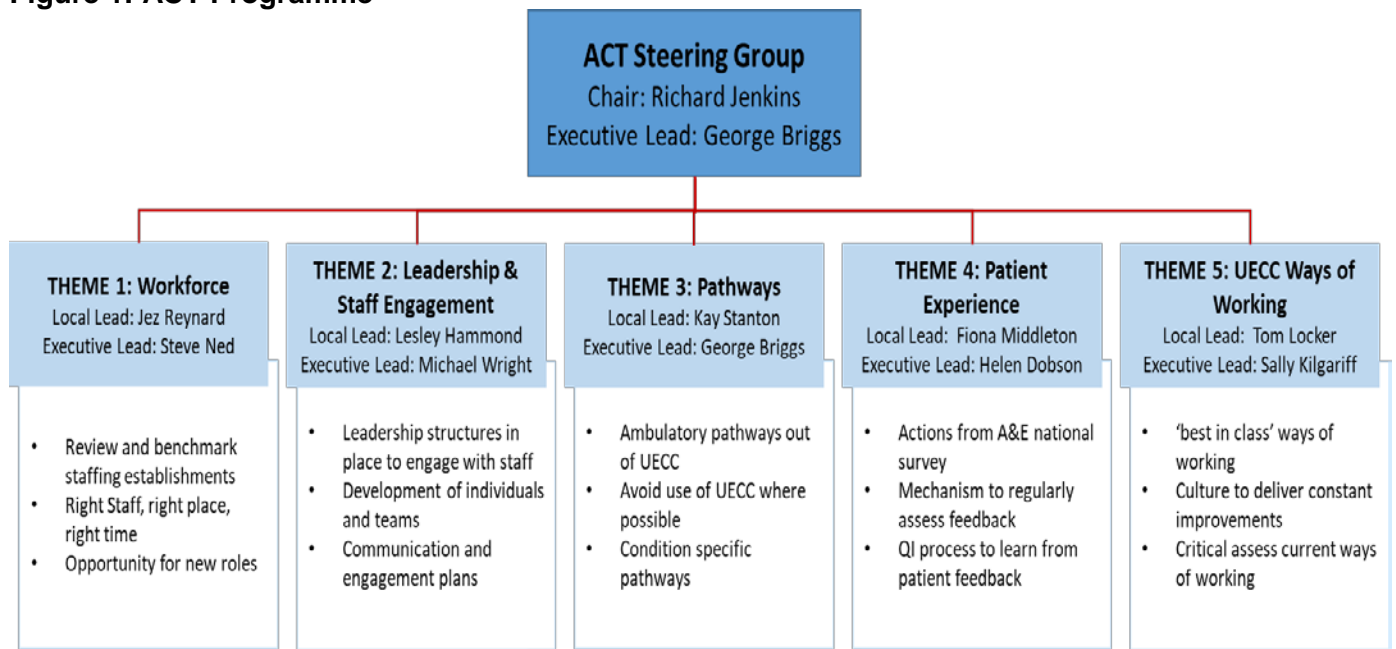 Figure 1: ACT Programme
ACT Steering Group
Chair: Richard Jenkins
Executive Lead: George Briggs
THEME 1: Workforce
Local Lead: Jez Reynard
Executive Lead: Steve Ned
• Review and benchmark
staffing establishments
• Right Staff, right place,
right time
• Opportunity for new roles
THEME 2: Leadership &
Staff Engagement
Local Lead: Lesley Hammond
Executive Lead: Michael Wright
• Leadership structures in
place to engage with staff
• Development of individuals
and teams
• Communication and
engagement plans
THEME 3: Pathways
Local Lead: Kay Stanton
Executive Lead: George Briggs
• Ambulatory pathways out
of UECC
• Avoid use of UECC where
possible
• Condition specific
pathways
THEME 4: Patient
Experience
Local Lead: Fiona Middleton
Executive Lead: Helen Dobson
• Actions from A&E national
survey
• Mechanism to regularly
assess feedback
• QI process to learn from
patient feedback
THEME 5: UECC Ways of
Working
Local Lead: Tom Locker
Executive Lead: Sally Kilgariff
• ‘best in class’ ways of
working
• Culture to deliver constant
improvements
• Critical assess current ways
of working